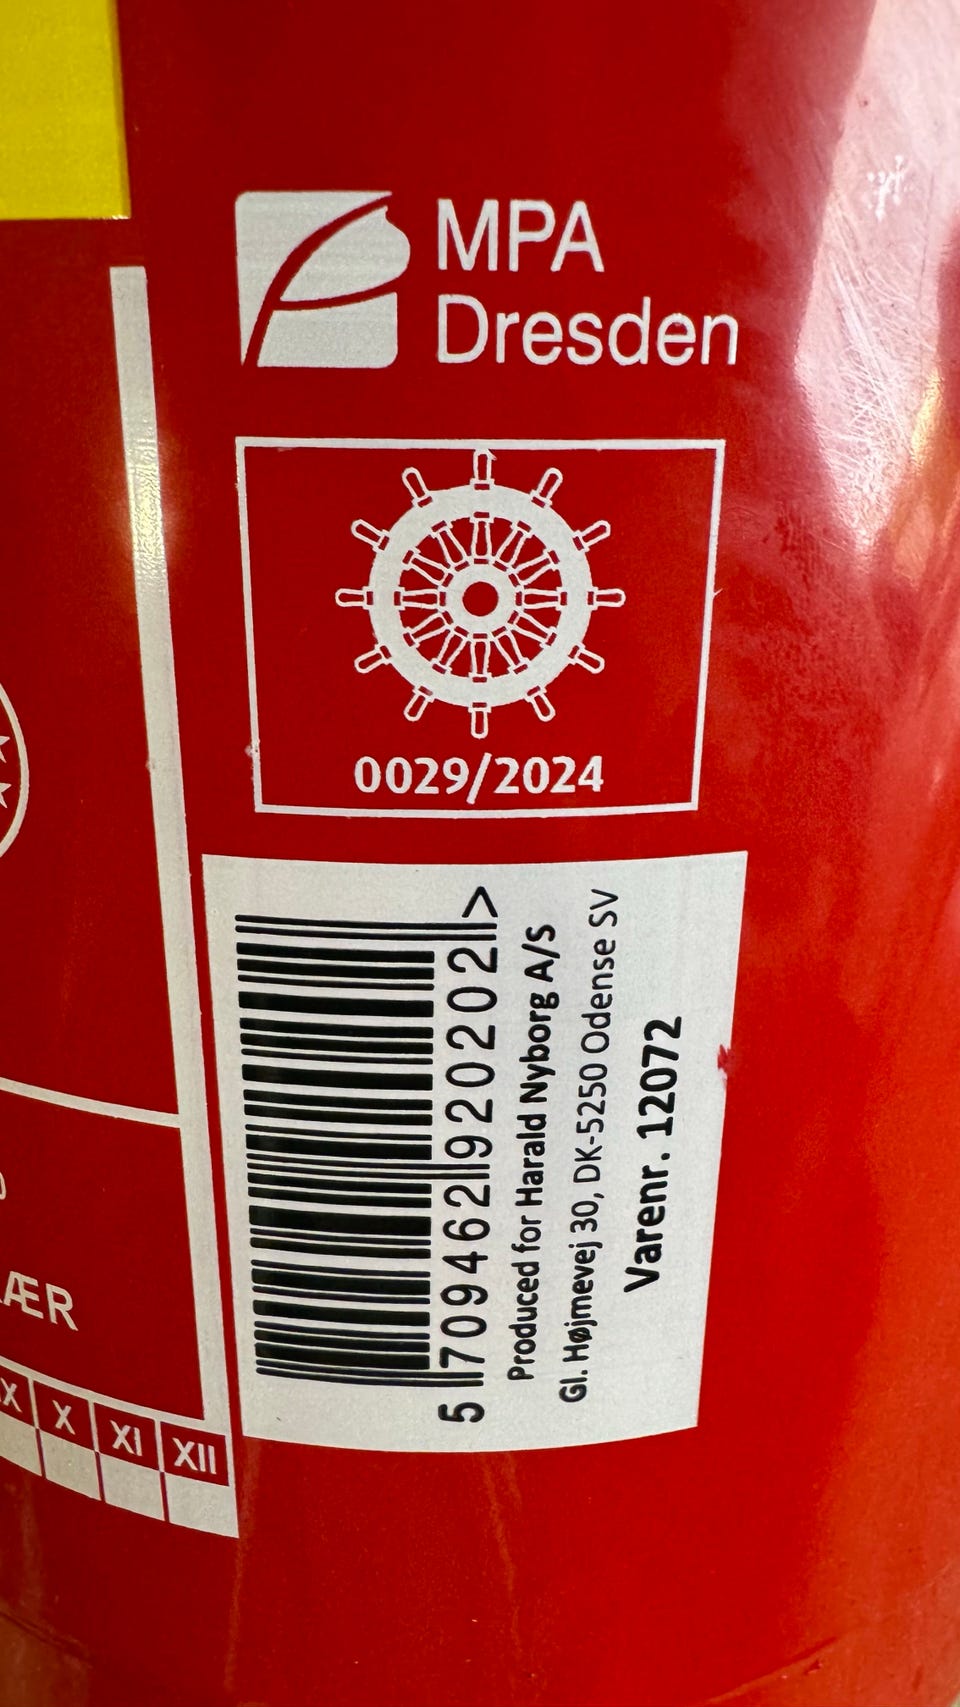 MPA
Dresden
0029/2024
5 709462 920202 >
Produced for Harald Nyborg A/S
Gl. Højmevej 30, DK-5250 Odense SV
Varenr. 12072
X
XI
XII